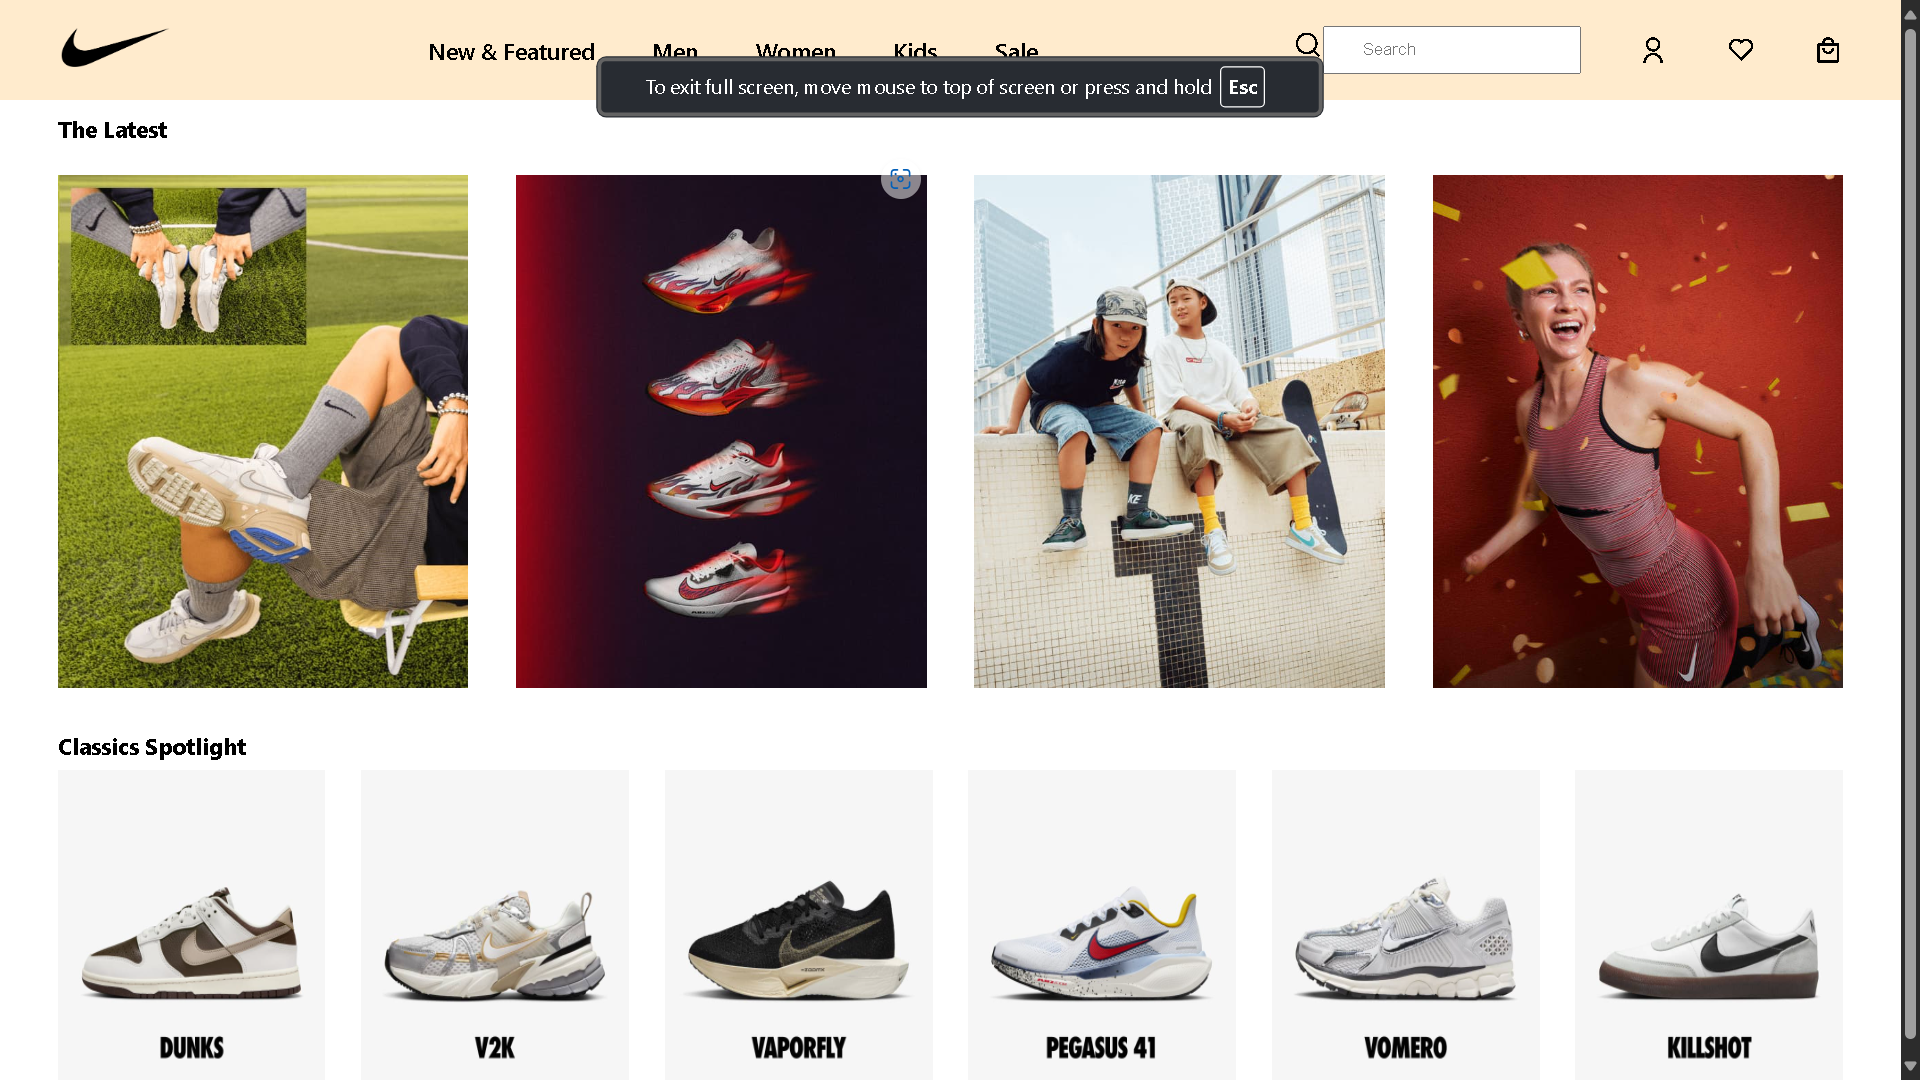 New & Featured
Men
Women
Kids
Sale
Search
To exit full screen, move mouse to top of screen or press and hold Esc
The Latest
NIKE
Classics Spotlight
DUNKS
V2K
VAPORFLY
PEGASUS 41
VOMERO
KILLSHOT